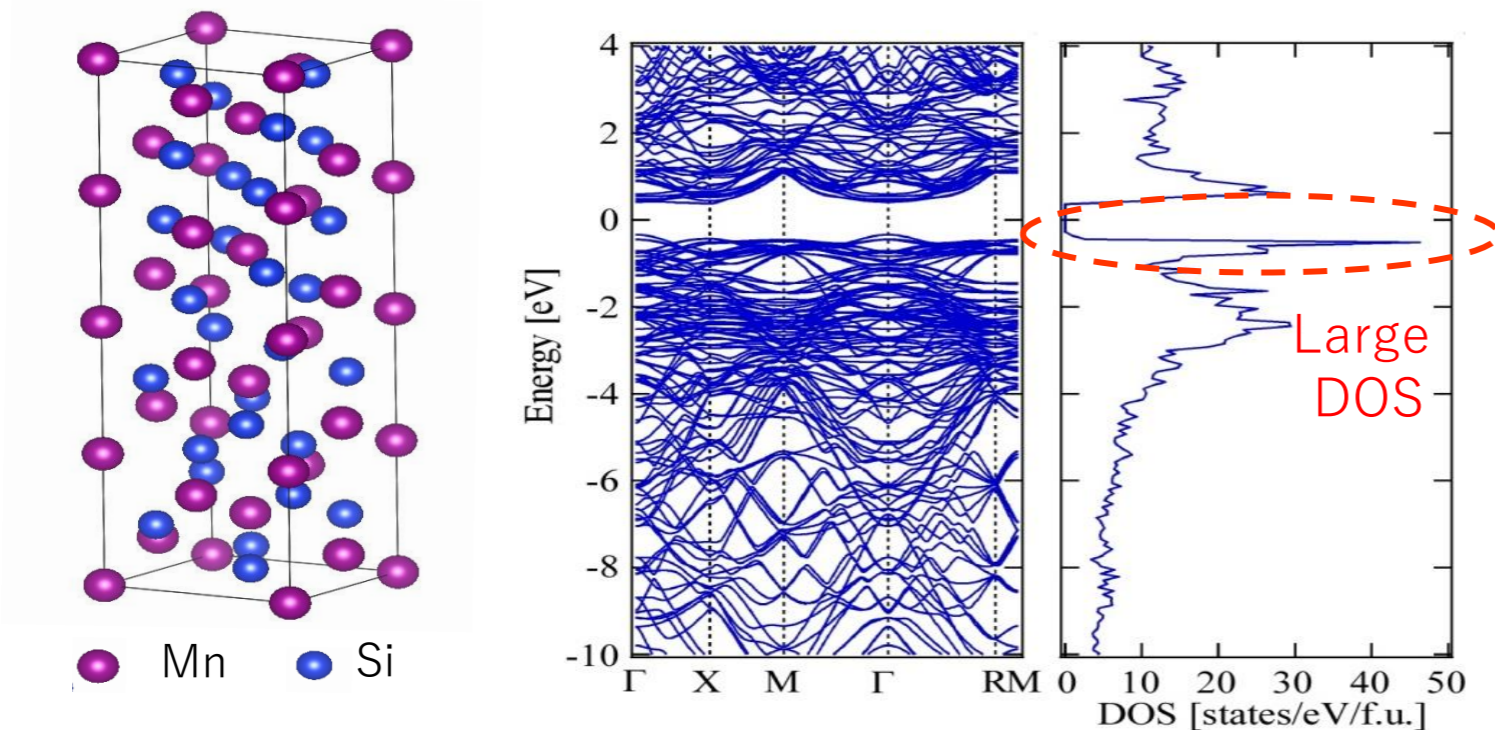 Mn
Si
Energy [eV]
4
2
0
-2
-4
-6
-8
-10
Γ X M Γ RM
Large
DOS
0 10 20 30 40 50
DOS [states/eV/f.u.]